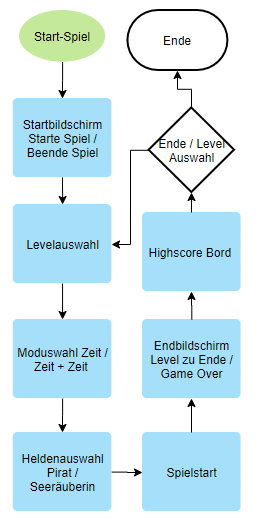 Start-Spiel
Startbildschirm
Starte Spiel /
Beende Spiel
Levelauswahl
Moduswahl Zeit /
Zeit + Zeit
Heldenauswahl
Pirat /
Seeräuberin
Spielstart
Endbildschirm
Level zu Ende /
Game Over
Highscore Bord
Ende / Level
Auswahl
Ende